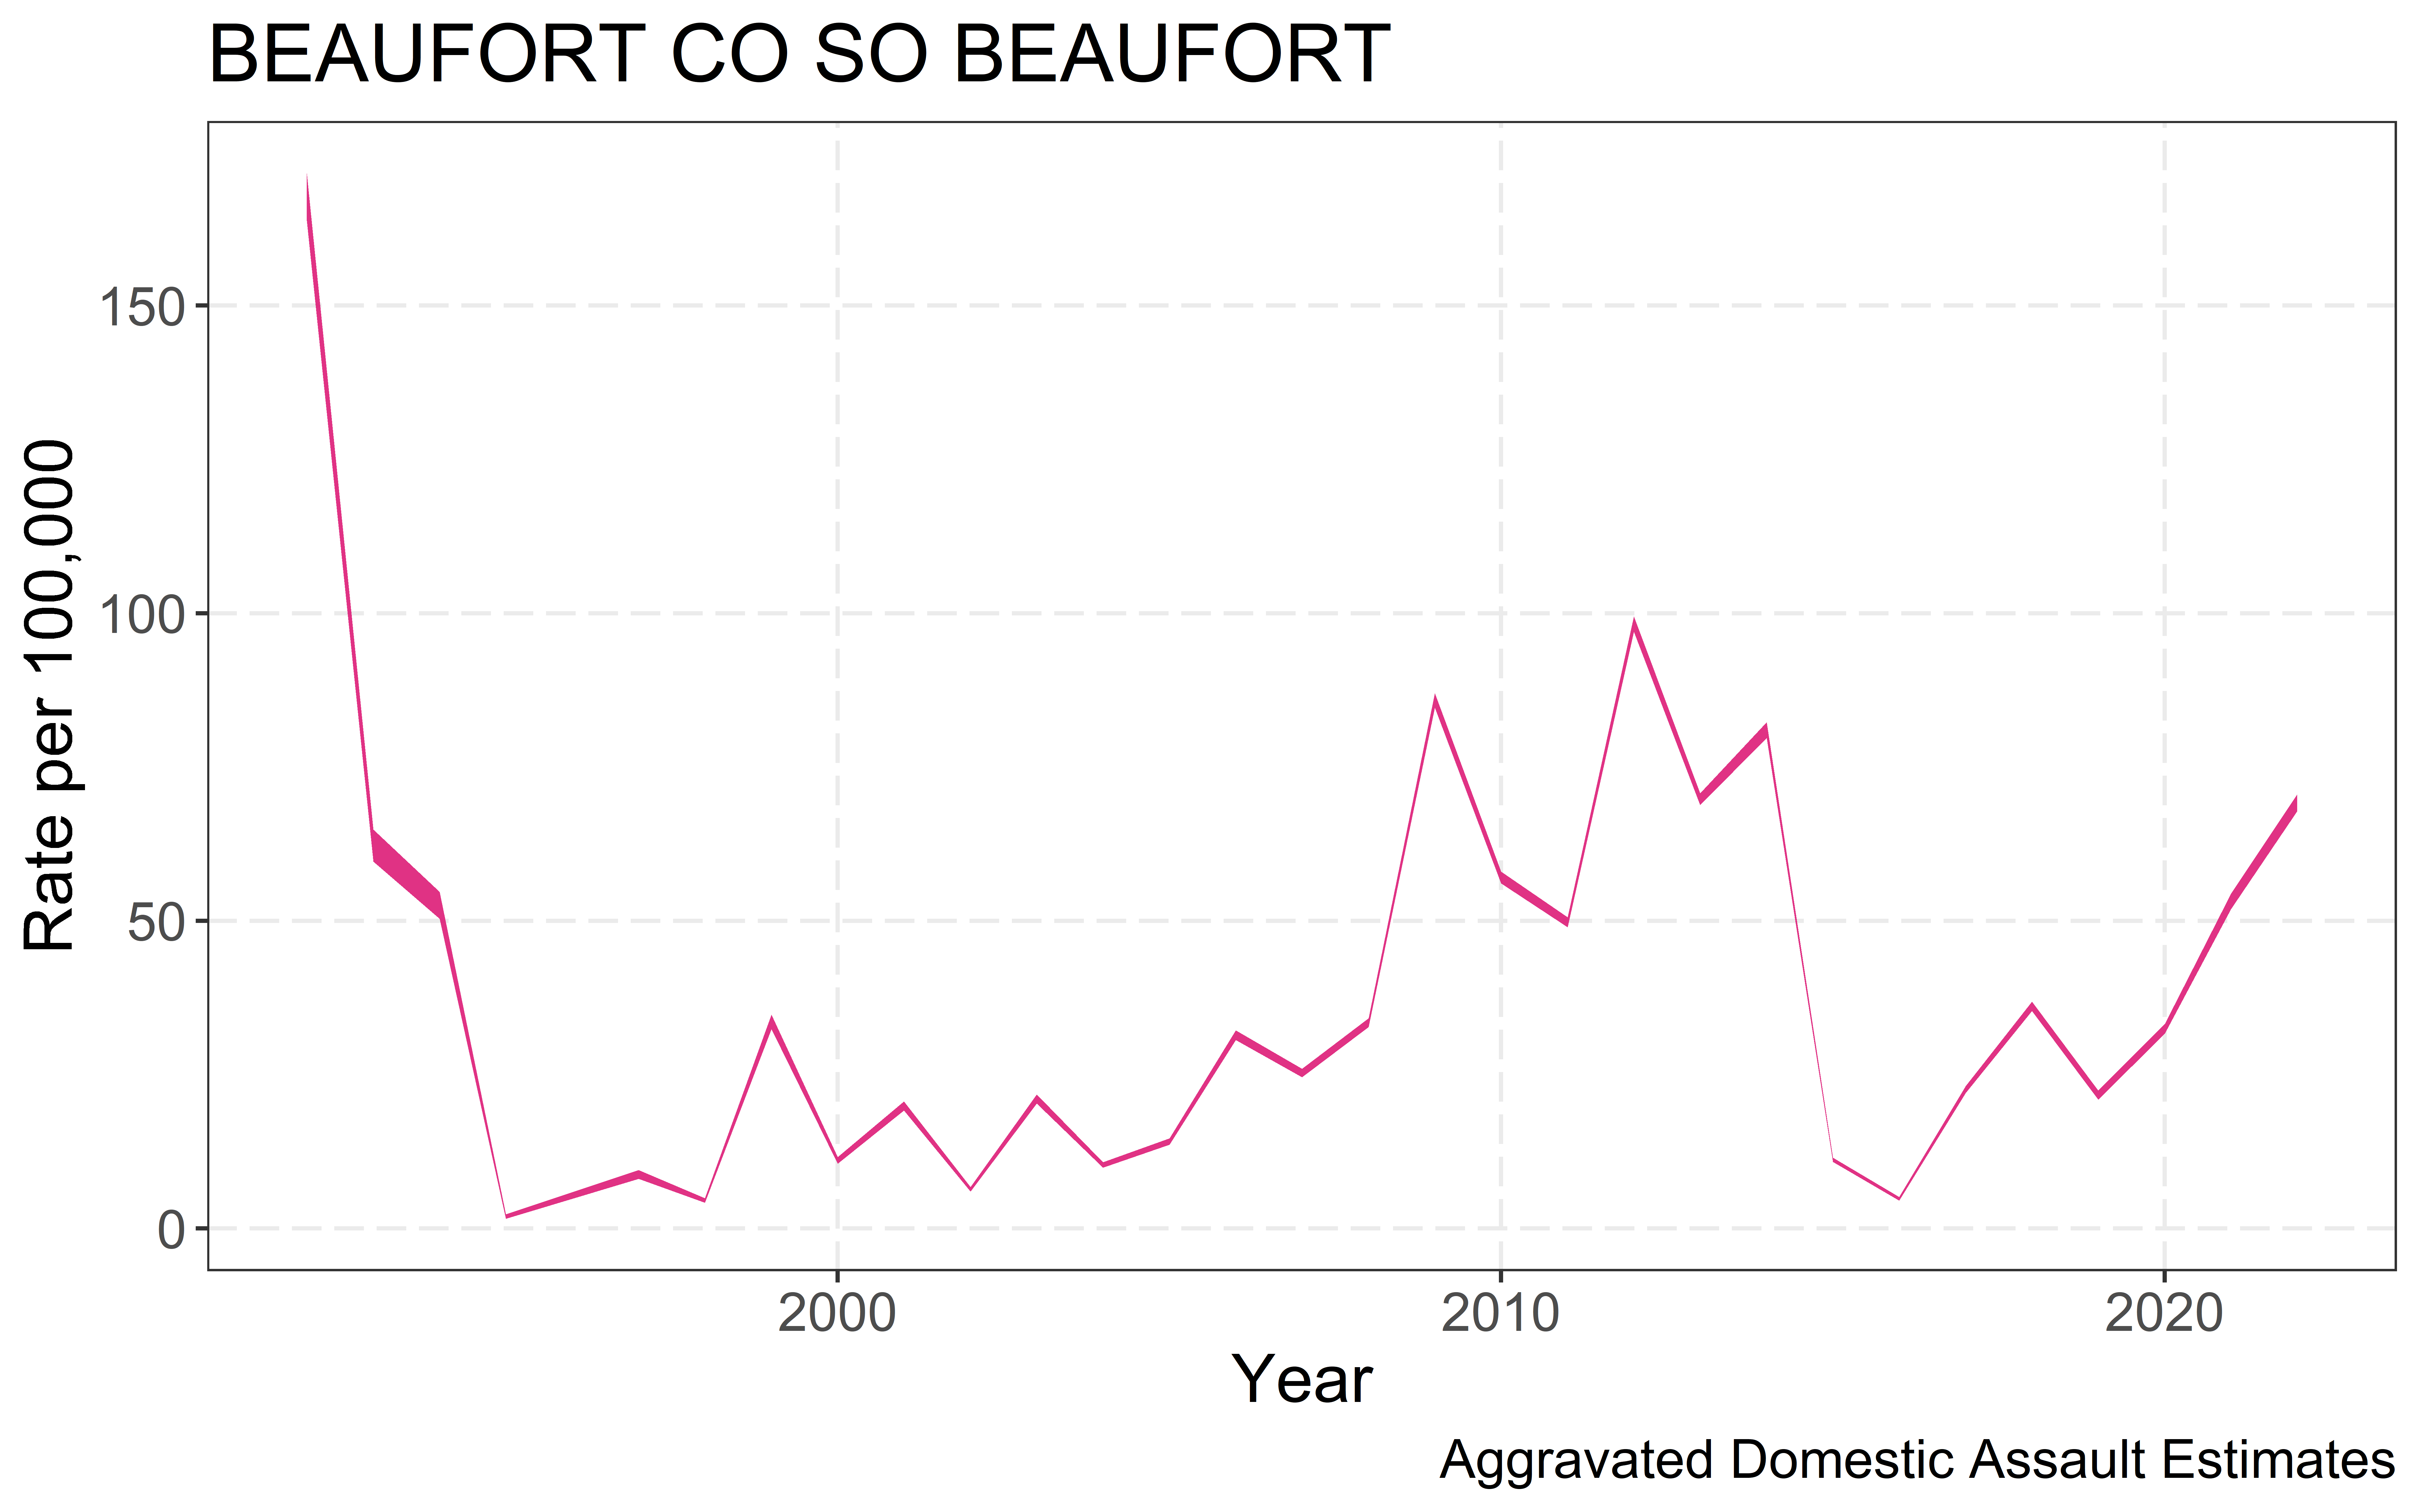 BEAUFORT CO SO BEAUFORT
Rate per 100,000
150
100
50
0
2000 2010 2020
Year
Aggravated Domestic Assault Estimates